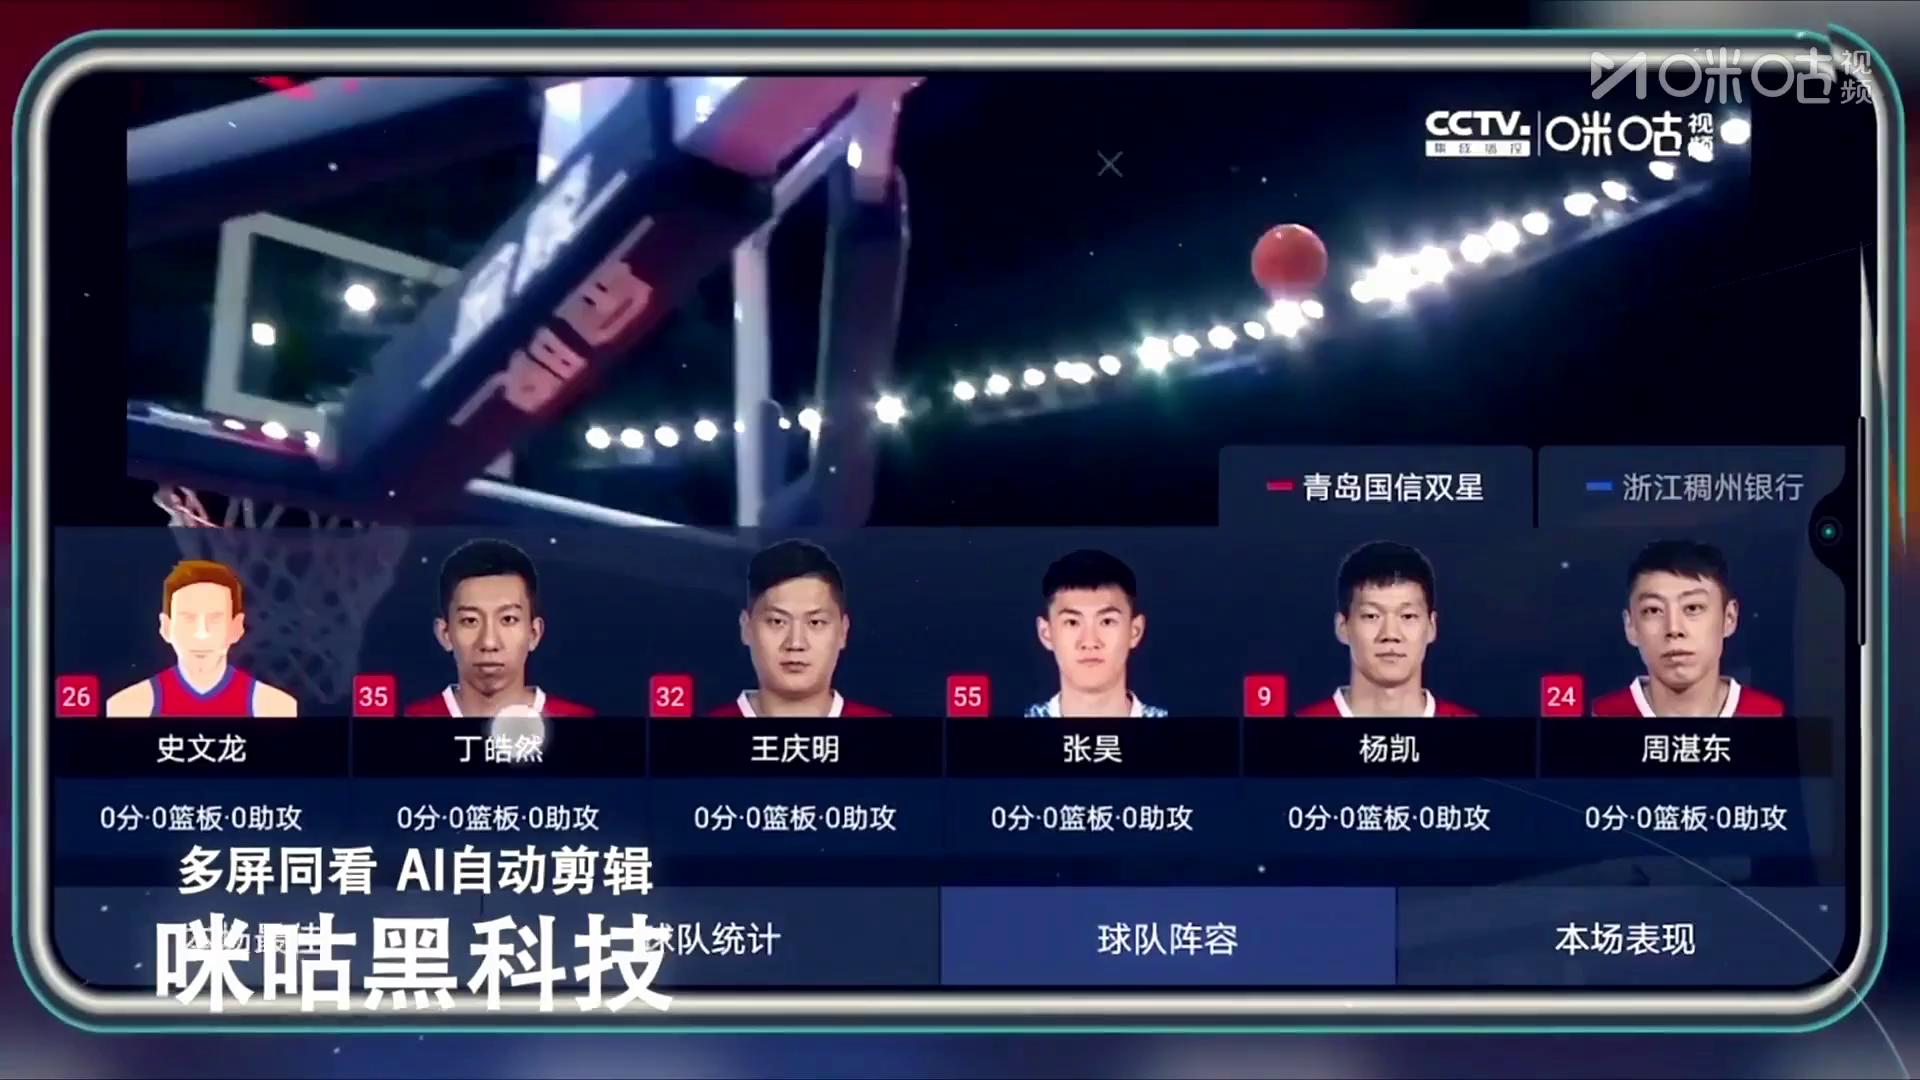 咪咕视频
CCTV.
集成播控
咪咕视频
青岛国信双星
浙江稠州银行
26
35
32
55
9
24
史文龙
丁皓然
王庆明
张昊
杨凯
周湛东
0分·0篮板·0助攻
0分·0篮板·0助攻
0分·0篮板·0助攻
0分·0篮板·0助攻
0分·0篮板·0助攻
0分·0篮板·0助攻
多屏同看 AI自动剪辑
咪咕黑科技
球队统计
球队阵容
本场表现